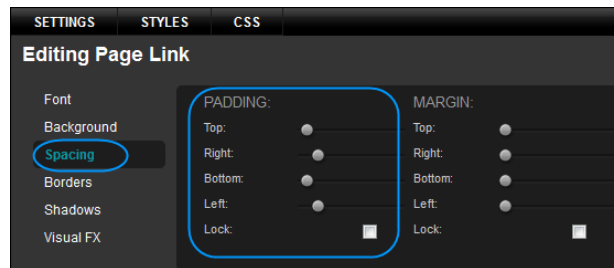 SETTINGS STYLES CSS
Editing Page Link
Font
Background
Spacing
Borders
Shadows
Visual FX
PADDING:
Top:
Right:
Bottom:
Left:
Lock:
MARGIN:
Top:
Right:
Bottom:
Left:
Lock: